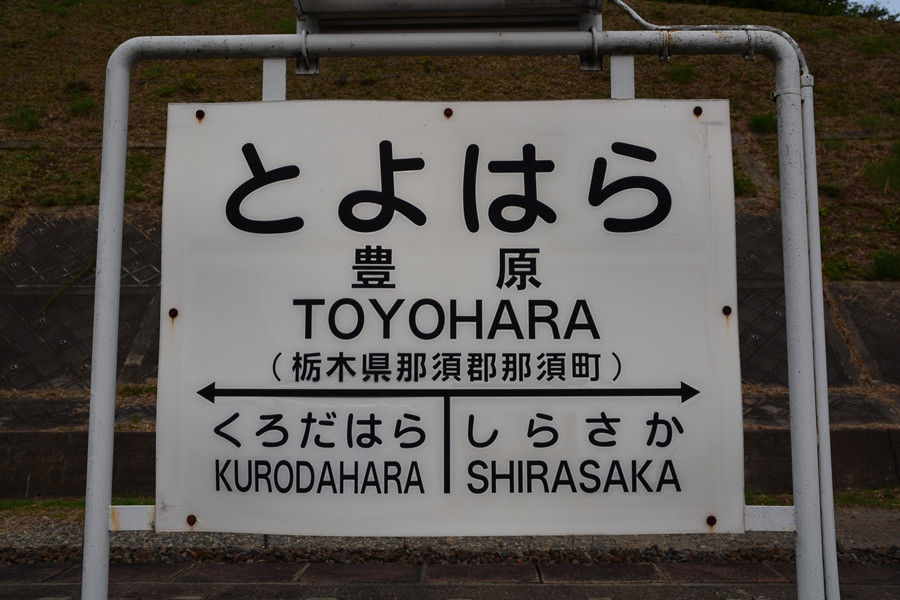 とよはら
豊原
TOYOHARA
(栃木県那須郡那須町)
くろだはら しらさか
KURODAHARA SHIRASAKA